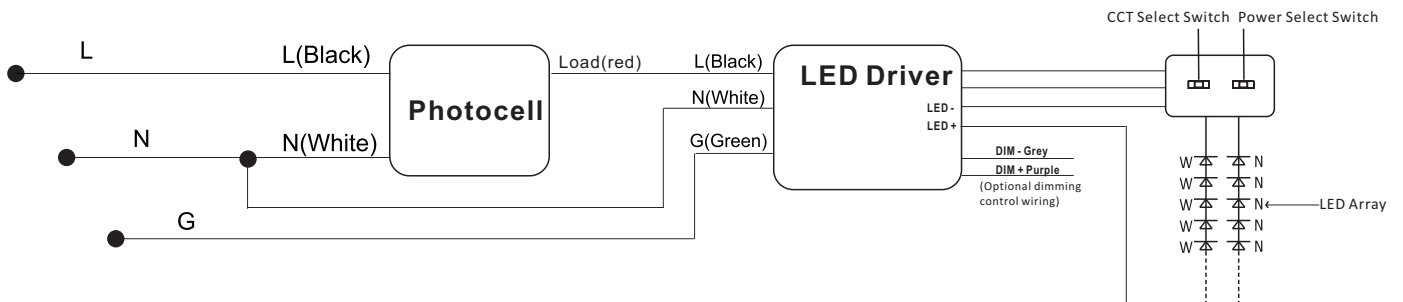 CCT Select Switch Power Select Switch
L
L(Black)
Load(red)
L(Black)
Photocell
LED Driver
N(White)
LED -
LED +
N
N(White)
G(Green)
DIM - Grey
DIM + Purple
(Optional dimming
control wiring)
G
W N
W N
W N
LED Array
W N
W N